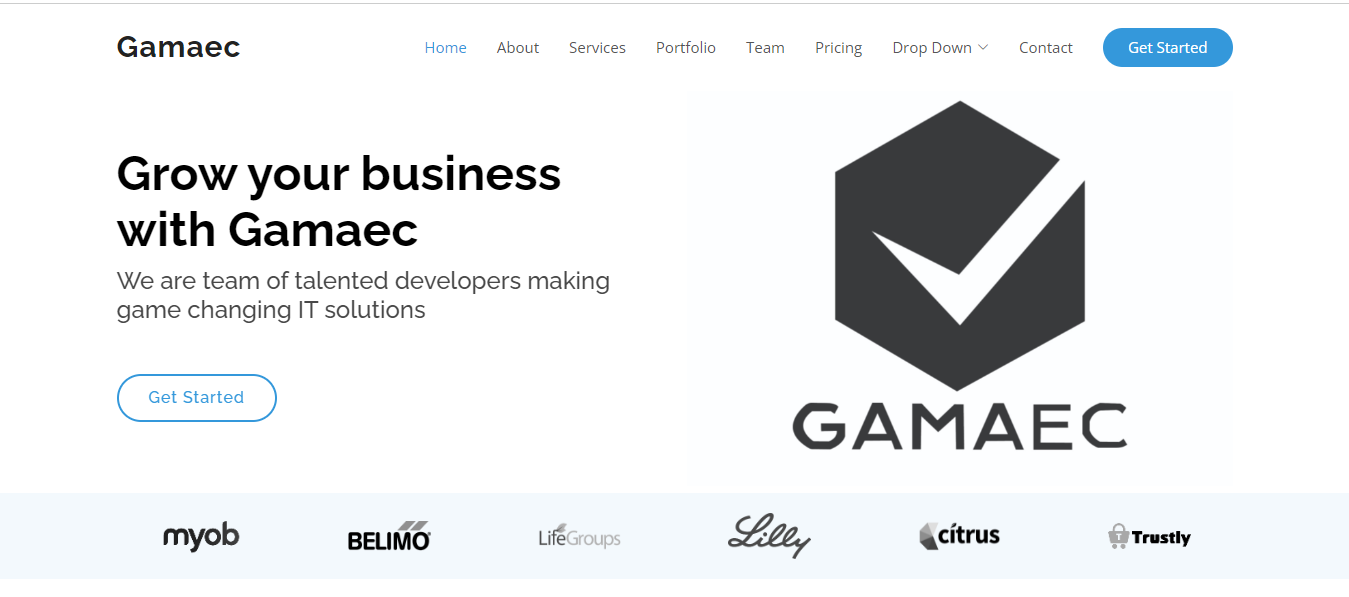 Gamaec
Home
About
Services
Portfolio
Team
Pricing
Drop Down
Contact
Get Started
Grow your business
with Gamaec
We are team of talented developers making
game changing IT solutions
Get Started
GAMAEC
myob
BELIMO
LifeGroups
Lilly
cítrus
T
Trustly